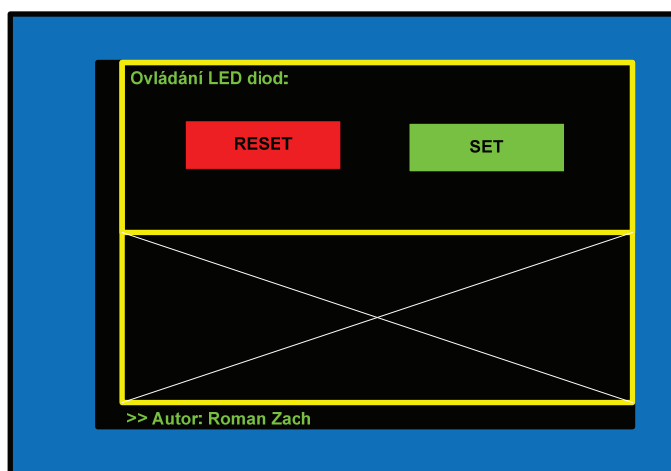 Ovládání LED diod:
RESET
SET
>> Autor: Roman Zach